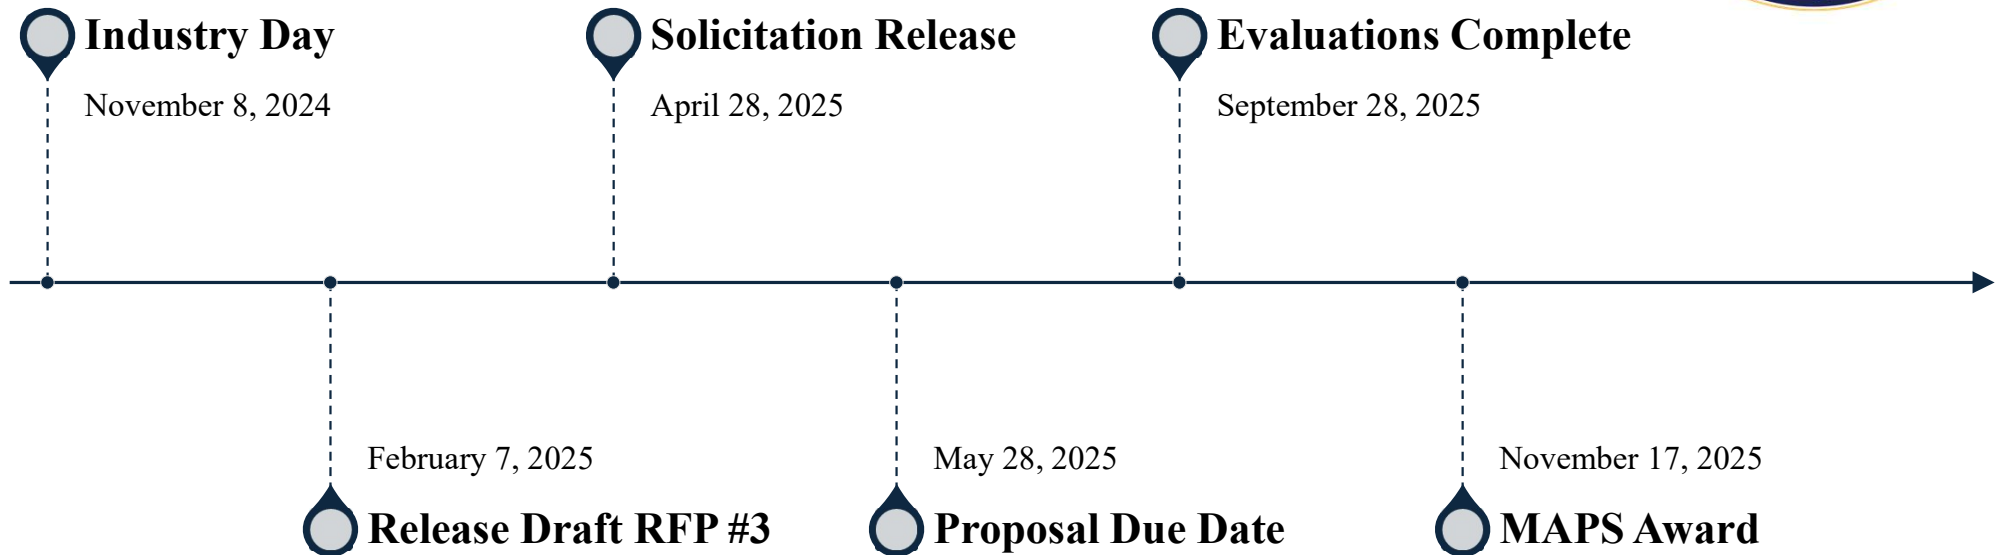 Industry Day
November 8, 2024
Solicitation Release
April 28, 2025
Evaluations Complete
September 28, 2025
February 7, 2025
Release Draft RFP #3
May 28, 2025
Proposal Due Date
November 17, 2025
MAPS Award